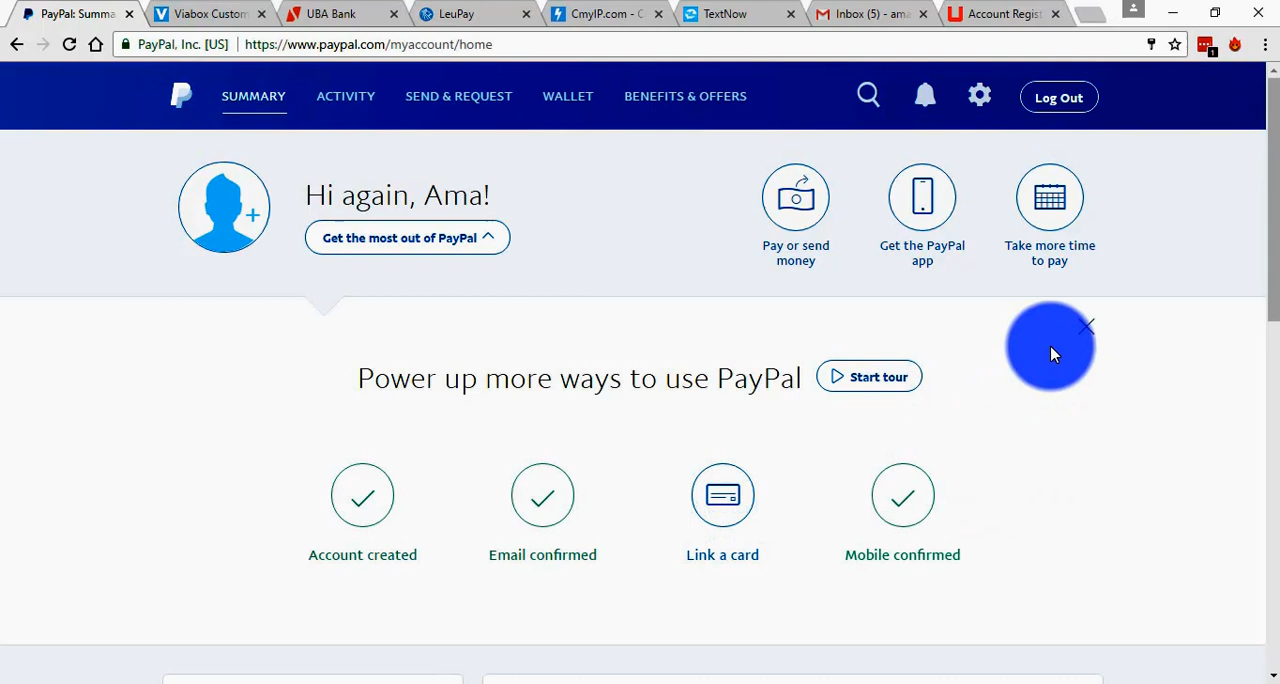 PayPal: Summa
Viabox Custom
UBA Bank
LeuPay
CmyIP.com - C
TextNow
Inbox (5) - ama
Account Regist
PayPal, Inc. [US]
https://www.paypal.com/myaccount/home
1
SUMMARY
ACTIVITY
SEND & REQUEST
WALLET
BENEFITS & OFFERS
Log Out
Hi again, Ama!
Get the most out of PayPal
Pay or send
money
Get the PayPal
app
Take more time
to pay
Power up more ways to use PayPal
Start tour
Account created
Email confirmed
Link a card
Mobile confirmed